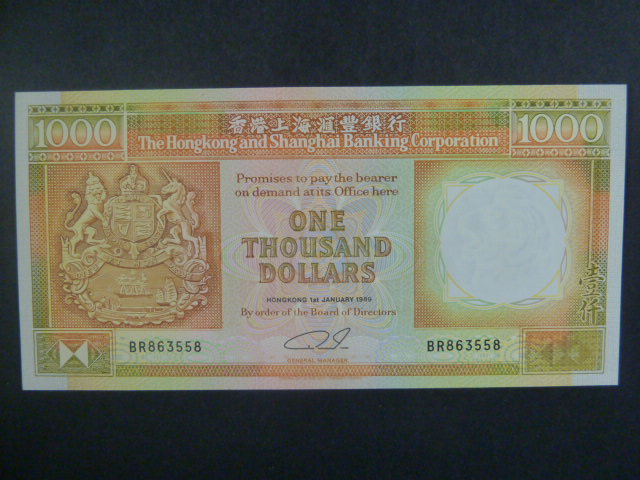 1000
香港上海滙豐銀行
1000
The Hongkong and Shanghai Banking Corporation
Promises to pay the bearer
on demand at its Office here
ONE
THOUSAND
DOLLARS
HONGKONG 1st JANUARY 1989
By order of the Board of Directors
壹仟
BR863558
BR863558
GENERAL MANAGER